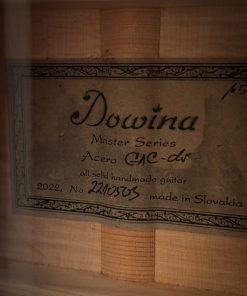 Dowina
Master Series
Acero GAC-ds
all solid handmade guitar
2022, No 2210505 made in Slovakia